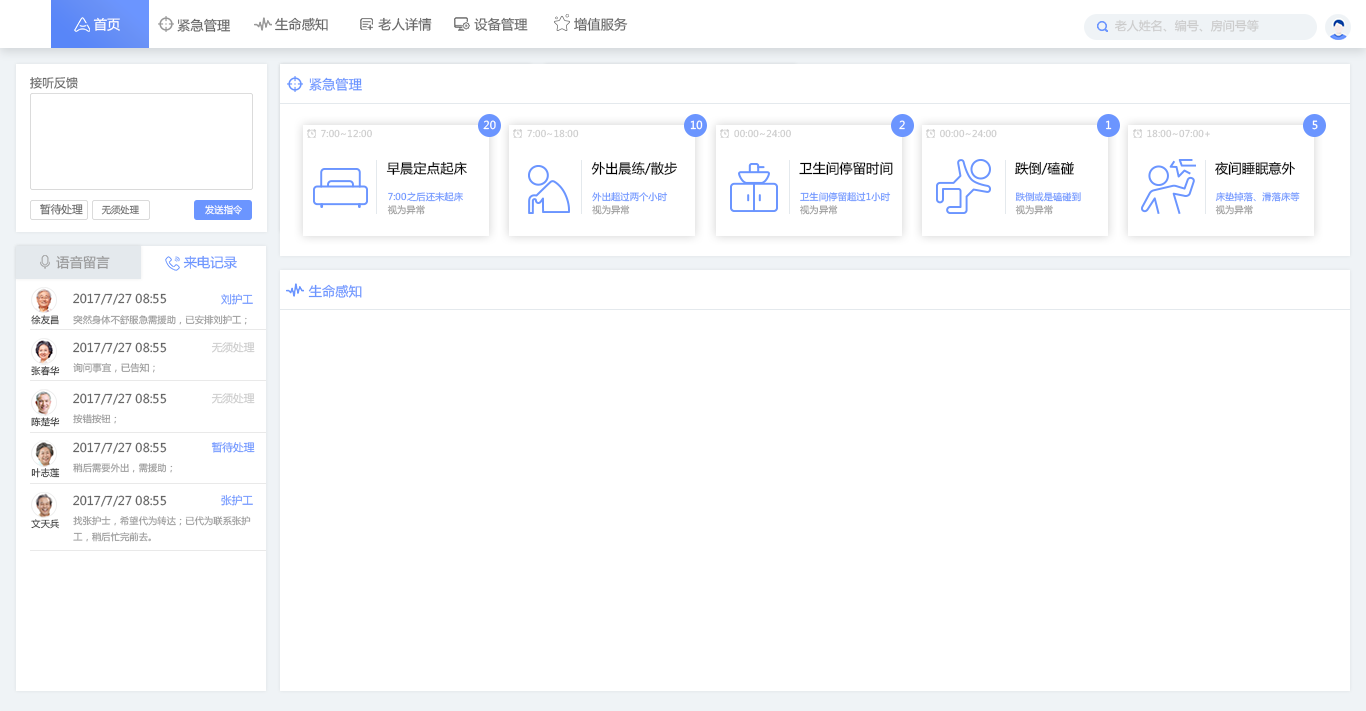 首页 紧急管理 生命感知 老人详情 设备管理 增值服务 老人姓名、编号、房间号等
接听反馈
暂待处理 无须处理 发送指令
语音留言 来电记录
徐友昌 2017/7/27 08:55 刘护工
突然身体不舒服急需援助，已安排刘护工；
张春华 2017/7/27 08:55 无须处理
询问事宜，已告知；
陈楚华 2017/7/27 08:55 无须处理
按错按钮；
叶志莲 2017/7/27 08:55 暂待处理
稍后需要外出，需援助；
文天兵 2017/7/27 08:55 张护工
找张护士，希望代为转达；已代为联系张护
工，稍后忙完前去。
紧急管理
7:00~12:00 20
早晨定点起床
7:00之后还未起床
视为异常
7:00~18:00 10
外出晨练/散步
外出超过两个小时
视为异常
00:00~24:00 2
卫生间停留时间
卫生间停留超过1小时
视为异常
00:00~24:00 1
跌倒/磕碰
跌倒或是磕碰到
视为异常
18:00~07:00+ 5
夜间睡眠意外
床垫掉落、滑落床等
视为异常
生命感知